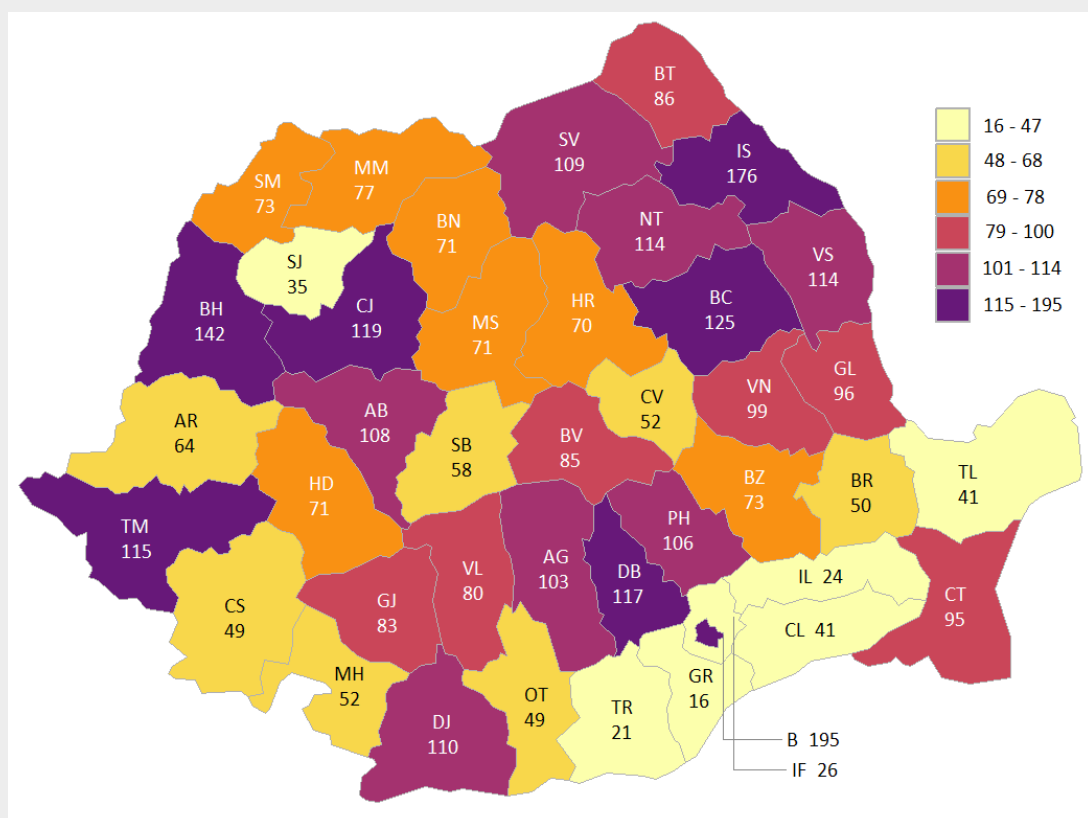 BT
86
SV
109
IS
176
MM
77
SM
73
BN
71
NT
114
VS
114
SJ
35
BH
142
CJ
119
MS
71
HR
70
BC
125
AR
64
AB
108
SB
58
BV
85
CV
52
VN
99
GL
96
HD
71
BZ
73
BR
50
TL
41
TM
115
PH
106
AG
103
DB
117
VL
80
GJ
83
CS
49
IL 24
CL 41
CT
95
MH
52
DJ
110
OT
49
TR
21
GR
16
B 195
IF 26
16 - 47
48 - 68
69 - 78
79 - 100
101 - 114
115 - 195